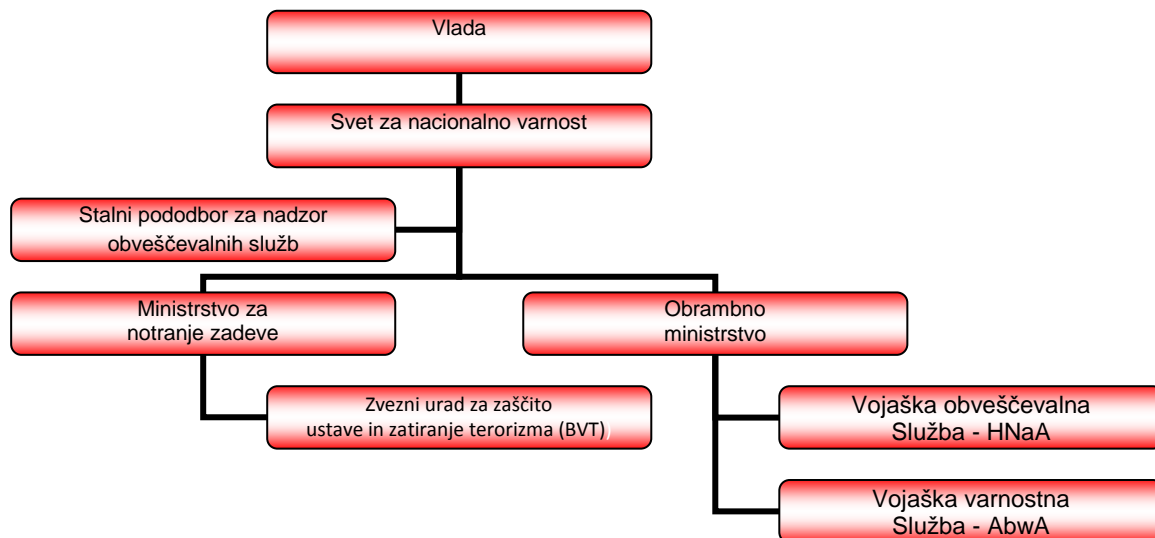 Vlada
Svet za nacionalno varnost
Stalni pododbor za nadzor
obveščevalnih služb
Ministrstvo za
notranje zadeve
Obrambno
ministrstvo
Zvezni urad za zaščito
ustave in zatiranje terorizma (BVT))
Vojaška obveščevalna
Služba - HNaA
Vojaška varnostna
Služba - AbwA